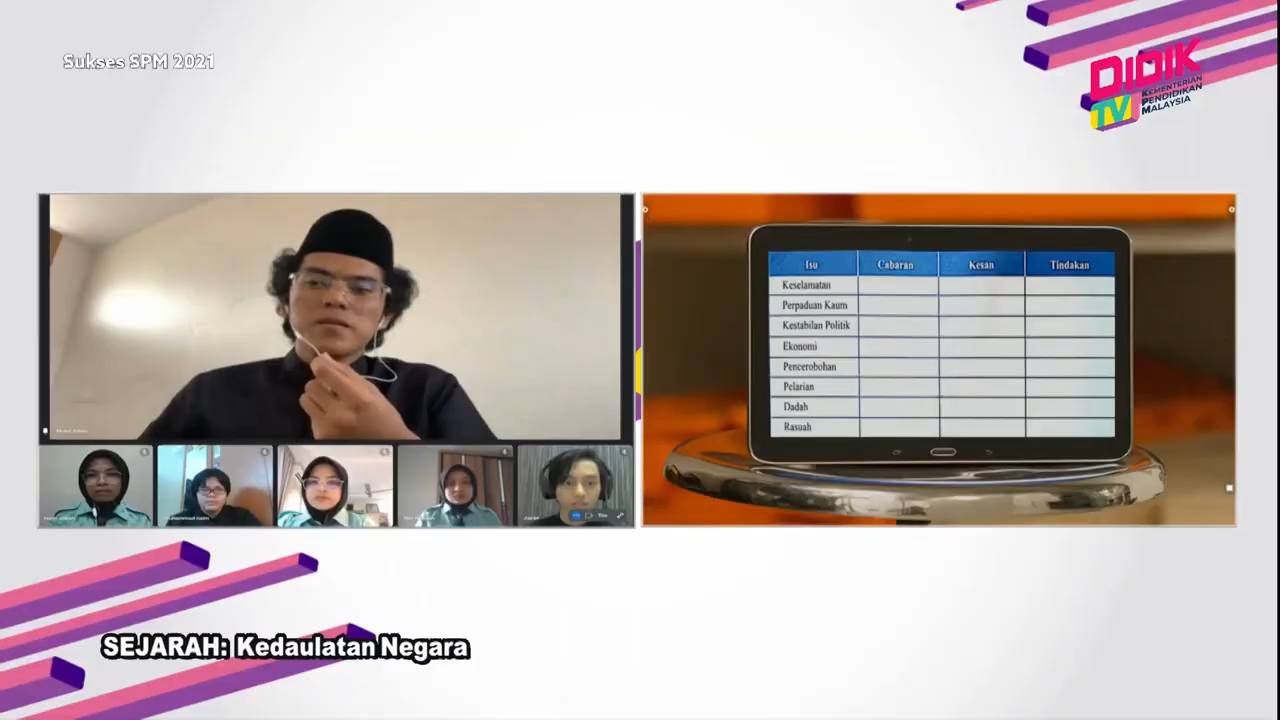 Sukses SPM 2021
DIDIK
TV
KEMENTERIAN
PENDIDIKAN
MALAYSIA
Isu Cabaran Kesan Tindakan
Keselamatan
Perpaduan Kaum
Kestabilan Politik
Ekonomi
Pencerobohan
Pelarian
Dadah
Rasuah
SEJARAH: Kedaulatan Negara